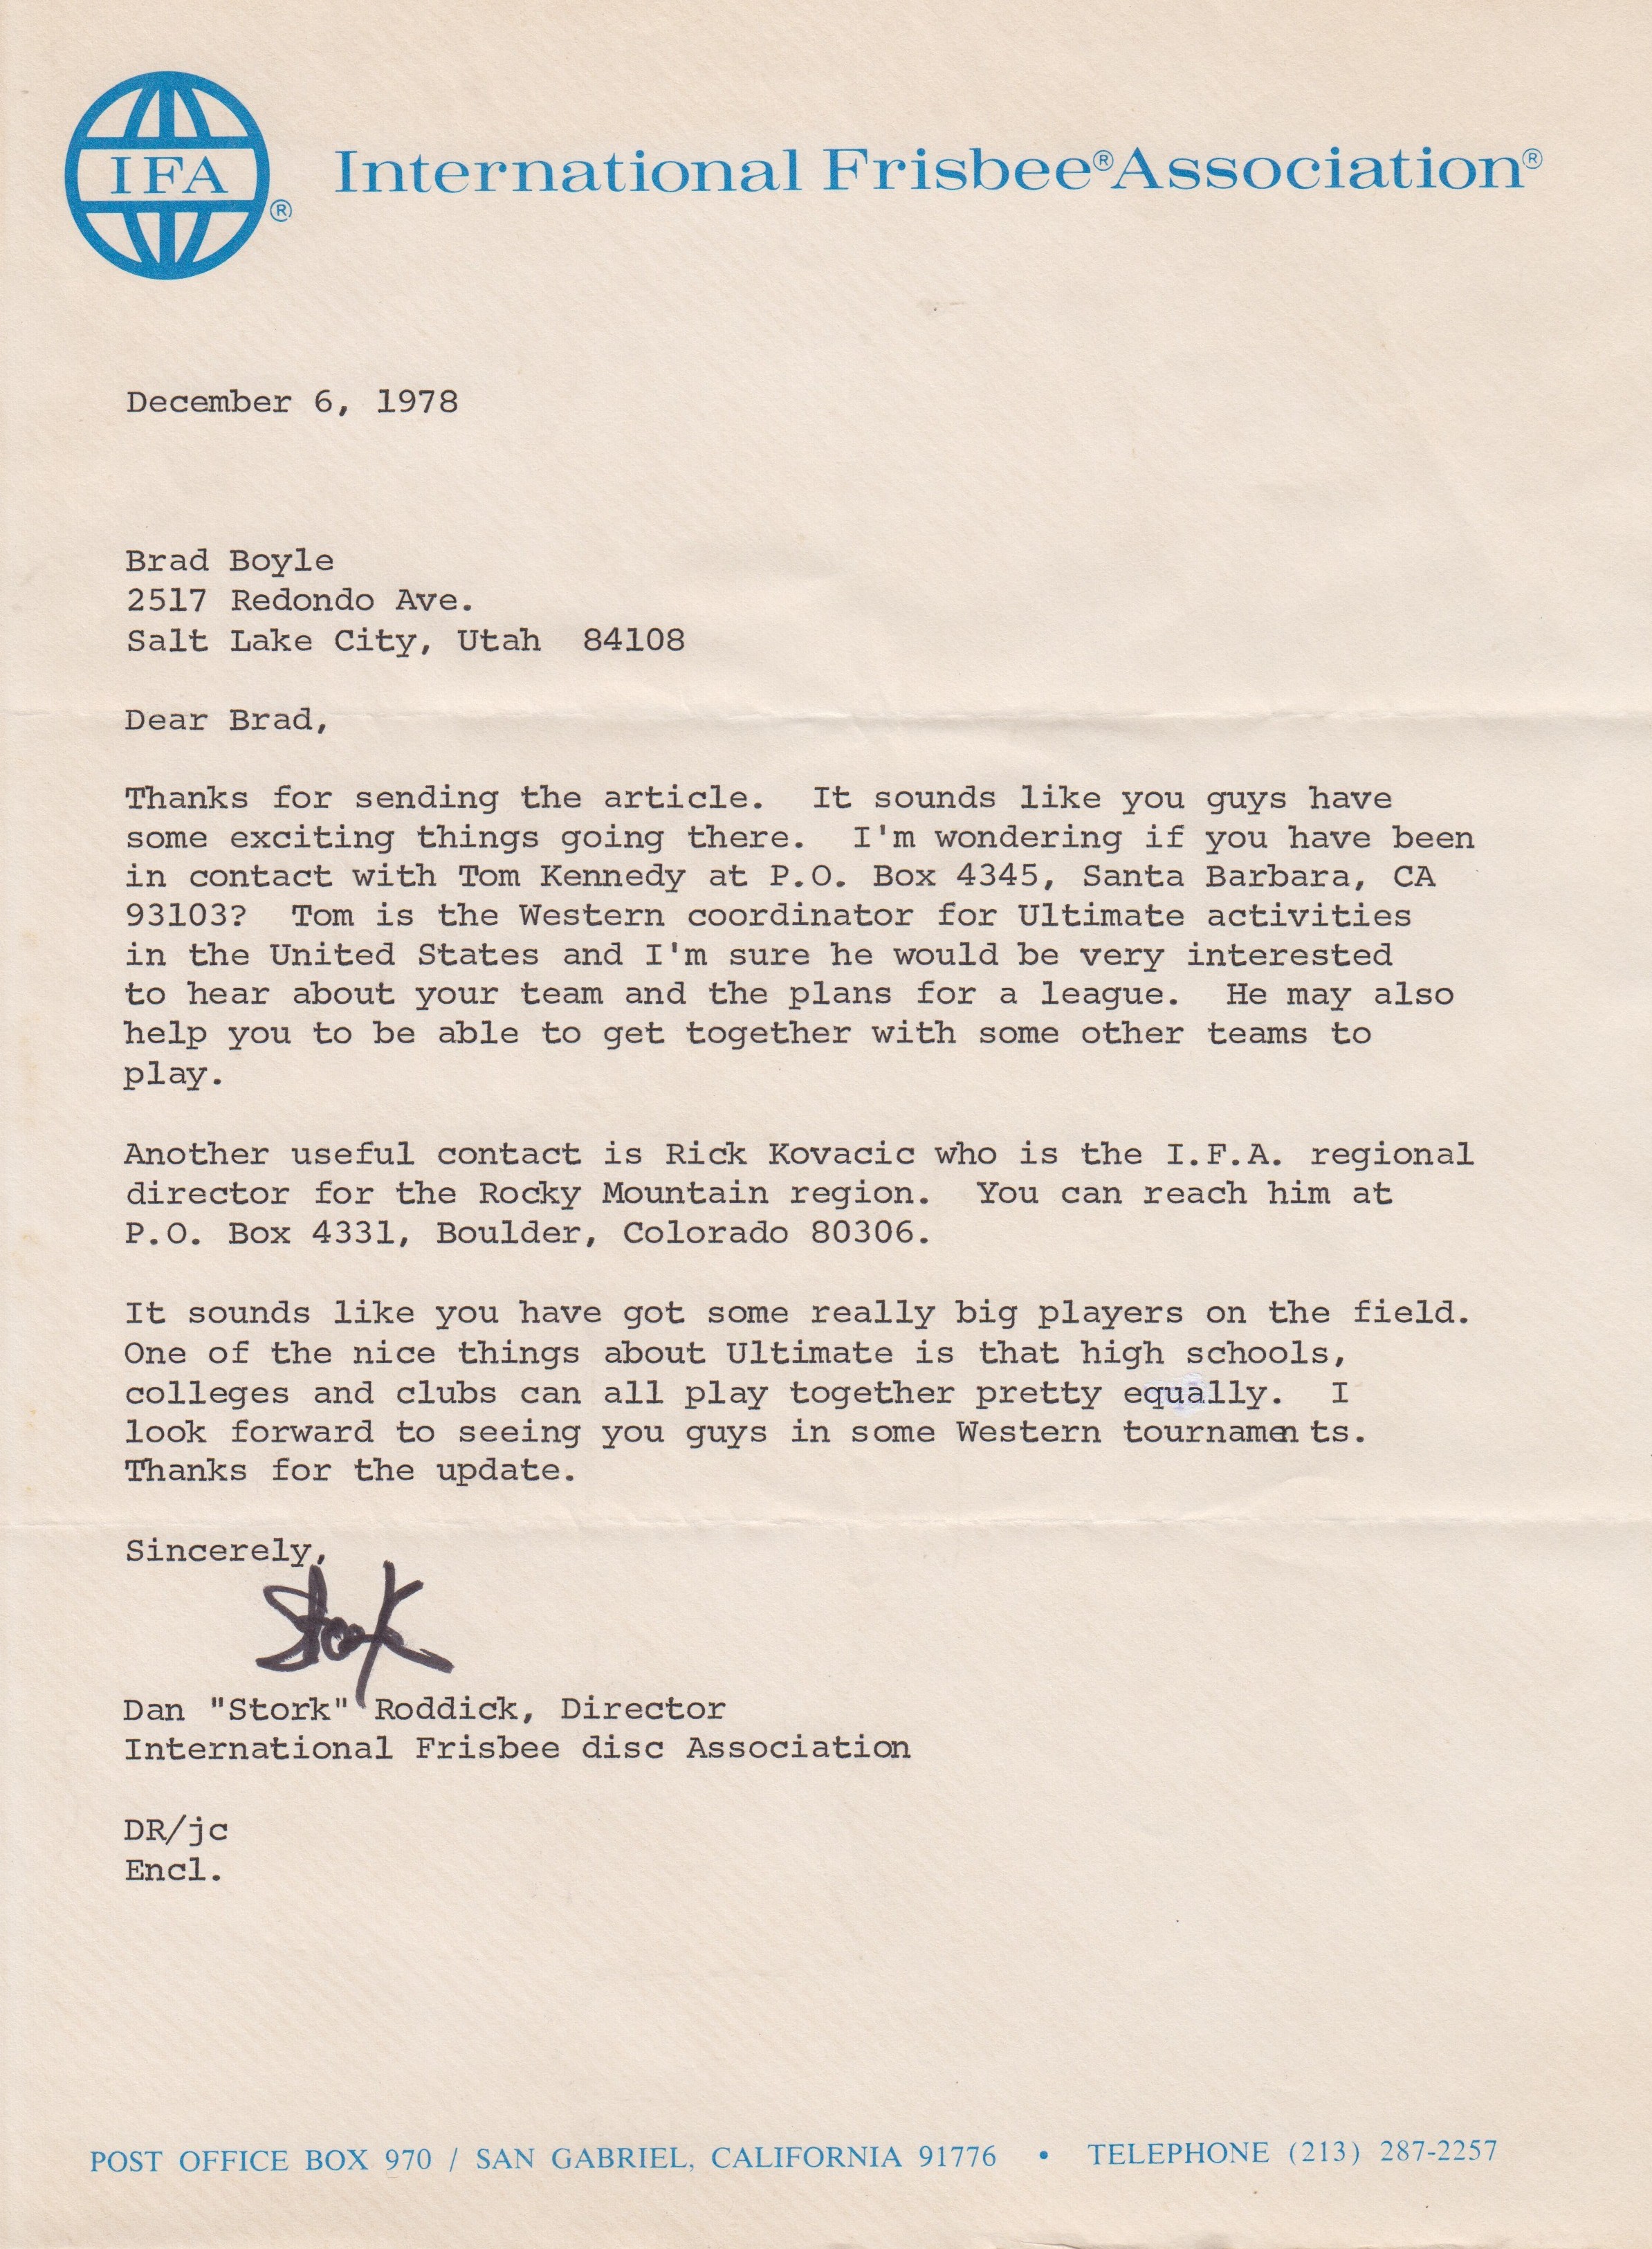 IFA®
International Frisbee®Association®
December 6, 1978
Brad Boyle
2517 Redondo Ave.
Salt Lake City, Utah  84108
Dear Brad,
Thanks for sending the article.  It sounds like you guys have
some exciting things going there.  I'm wondering if you have been
in contact with Tom Kennedy at P.O. Box 4345, Santa Barbara, CA
93103?  Tom is the Western coordinator for Ultimate activities
in the United States and I'm sure he would be very interested
to hear about your team and the plans for a league.  He may also
help you to be able to get together with some other teams to
play.
Another useful contact is Rick Kovacic who is the I.F.A. regional
director for the Rocky Mountain region.  You can reach him at
P.O. Box 4331, Boulder, Colorado 80306.
It sounds like you have got some really big players on the field.
One of the nice things about Ultimate is that high schools,
colleges and clubs can all play together pretty equally.  I
look forward to seeing you guys in some Western tournaments.
Thanks for the update.
Sincerely,
Stork
Dan "Stork" Roddick, Director
International Frisbee disc Association
DR/jc
Encl.
POST OFFICE BOX 970 / SAN GABRIEL, CALIFORNIA 91776 • TELEPHONE (213) 287-2257